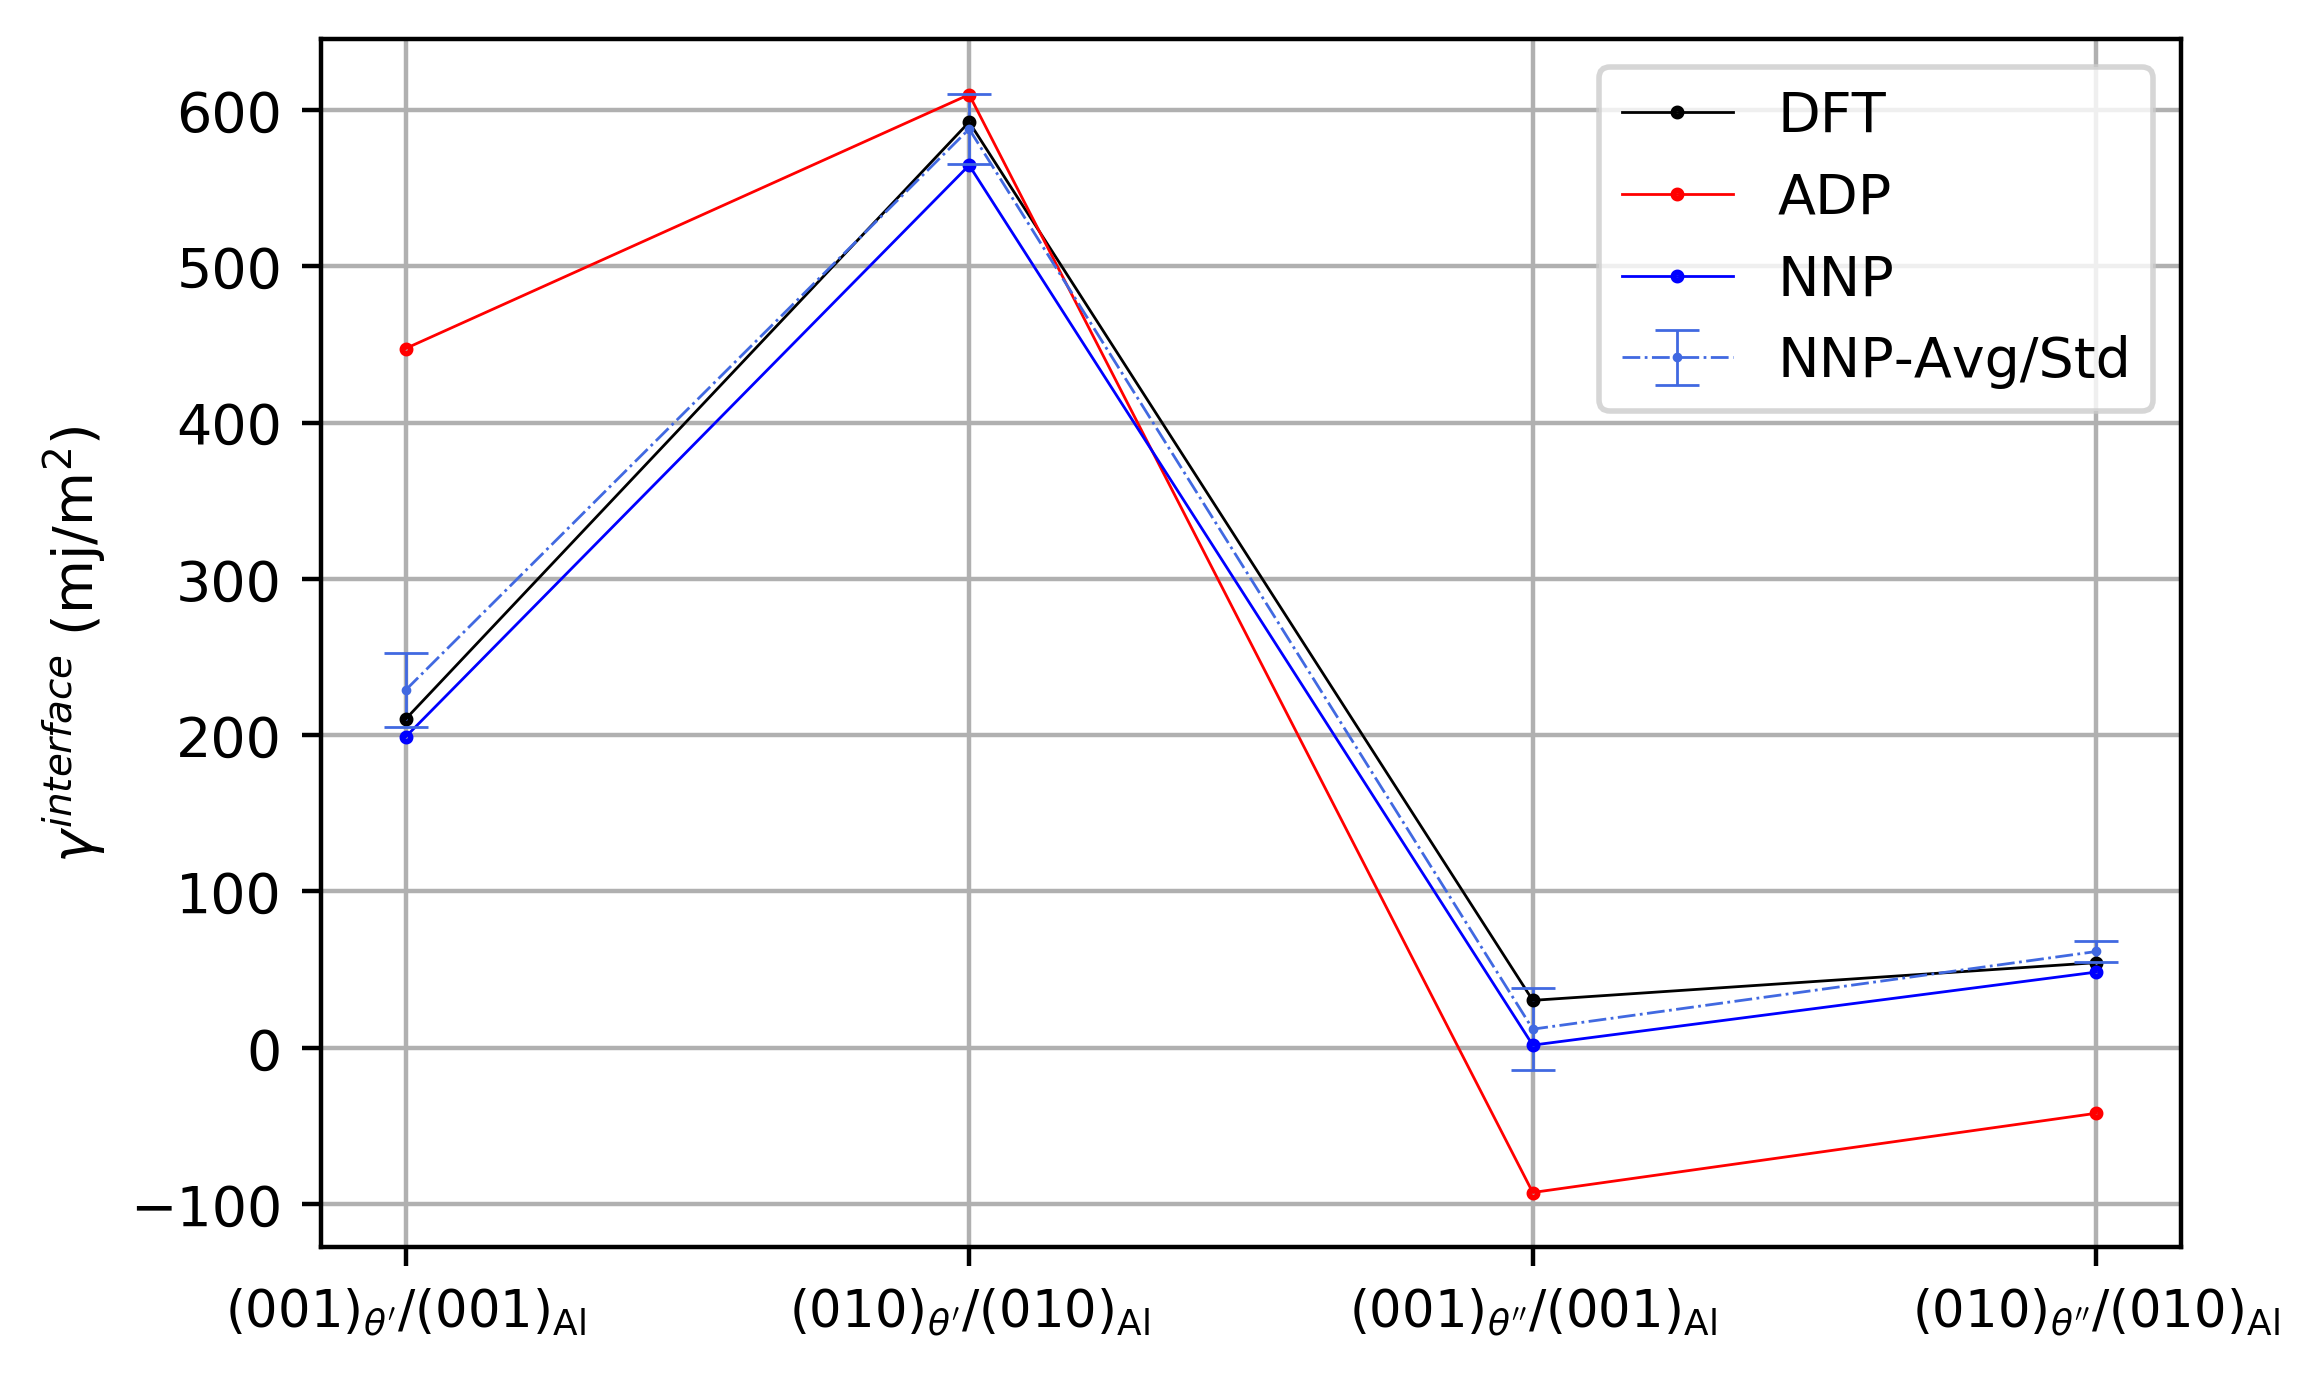 600
500
400
300
200
100
0
−100
γ^interface (mj/m²)
DFT
ADP
NNP
NNP-Avg/Std
(001)θ′/(001)Al
(010)θ′/(010)Al
(001)θ″/(001)Al
(010)θ″/(010)Al